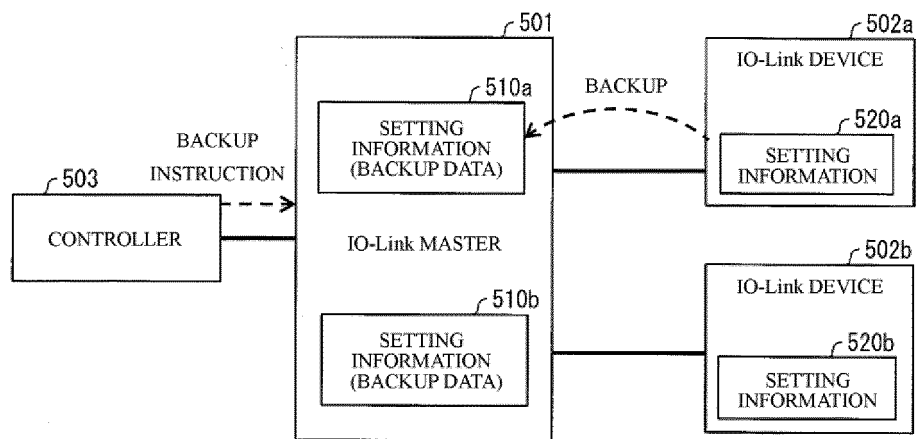 501
502a
IO-Link DEVICE
510a
BACKUP
520a
SETTING
INFORMATION
(BACKUP DATA)
SETTING
INFORMATION
BACKUP
INSTRUCTION
503
CONTROLLER
IO-Link MASTER
502b
IO-Link DEVICE
510b
SETTING
INFORMATION
(BACKUP DATA)
520b
SETTING
INFORMATION